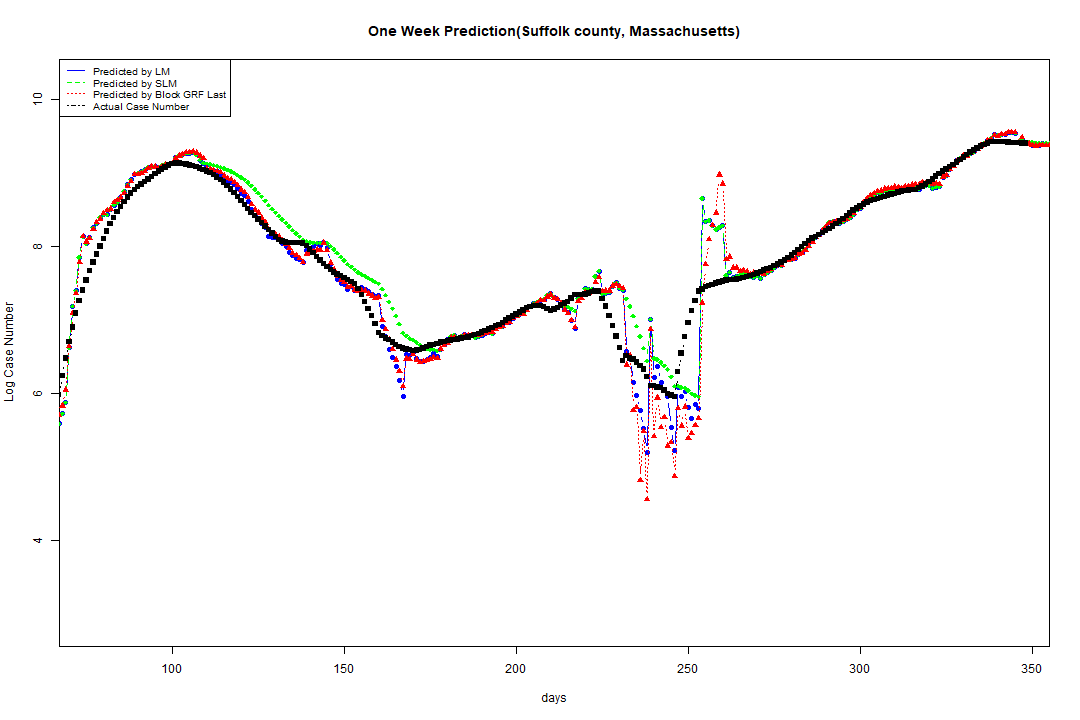 One Week Prediction(Suffolk county, Massachusetts)
Predicted by LM
Predicted by SLM
Predicted by Block GRF Last
Actual Case Number
Log Case Number
10
8
6
4
100 150 200 250 300 350
days